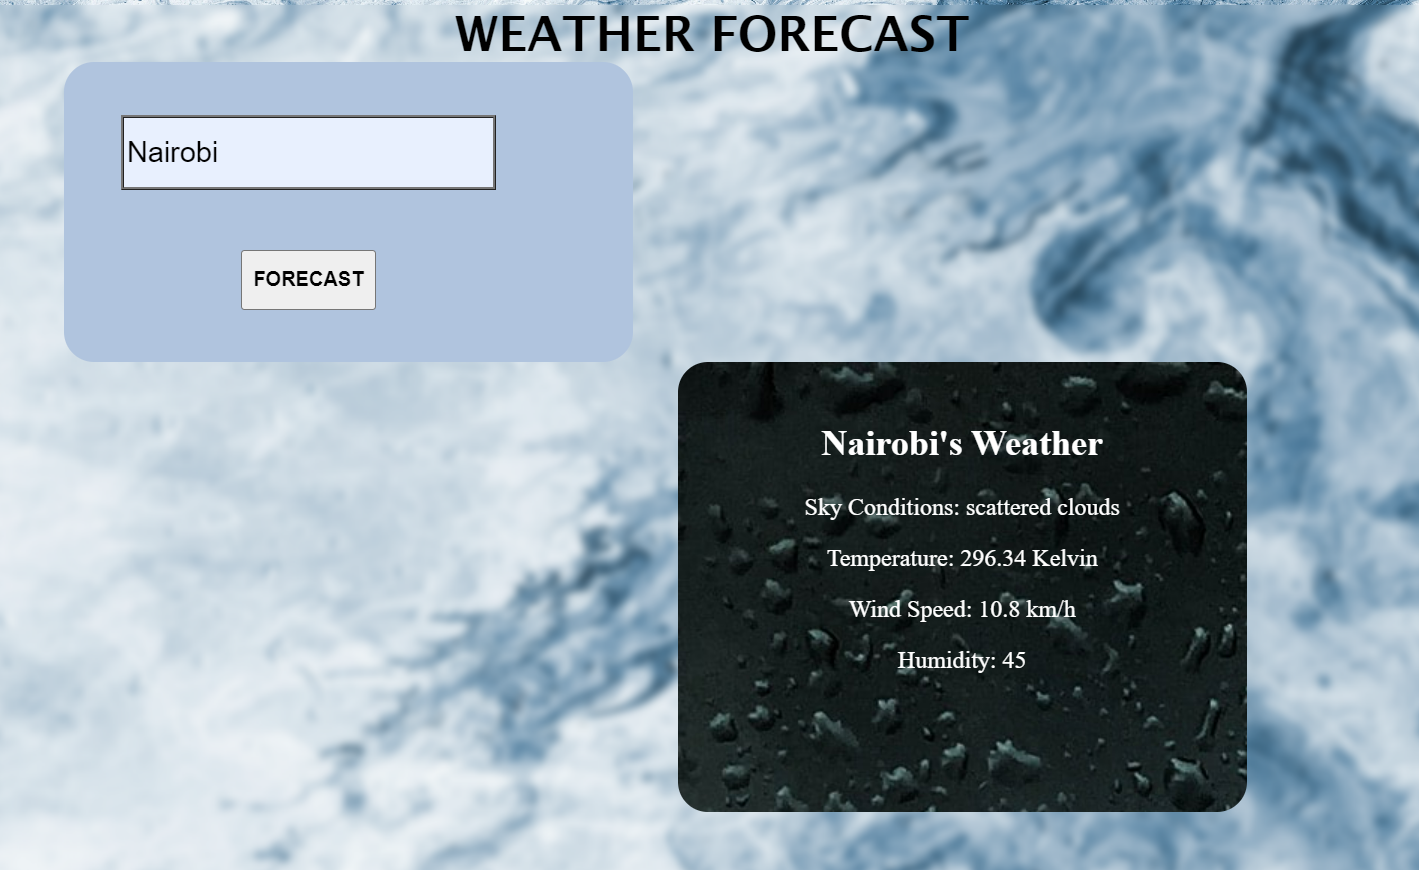 WEATHER FORECAST
Nairobi
FORECAST
Nairobi's Weather
Sky Conditions: scattered clouds
Temperature: 296.34 Kelvin
Wind Speed: 10.8 km/h
Humidity: 45